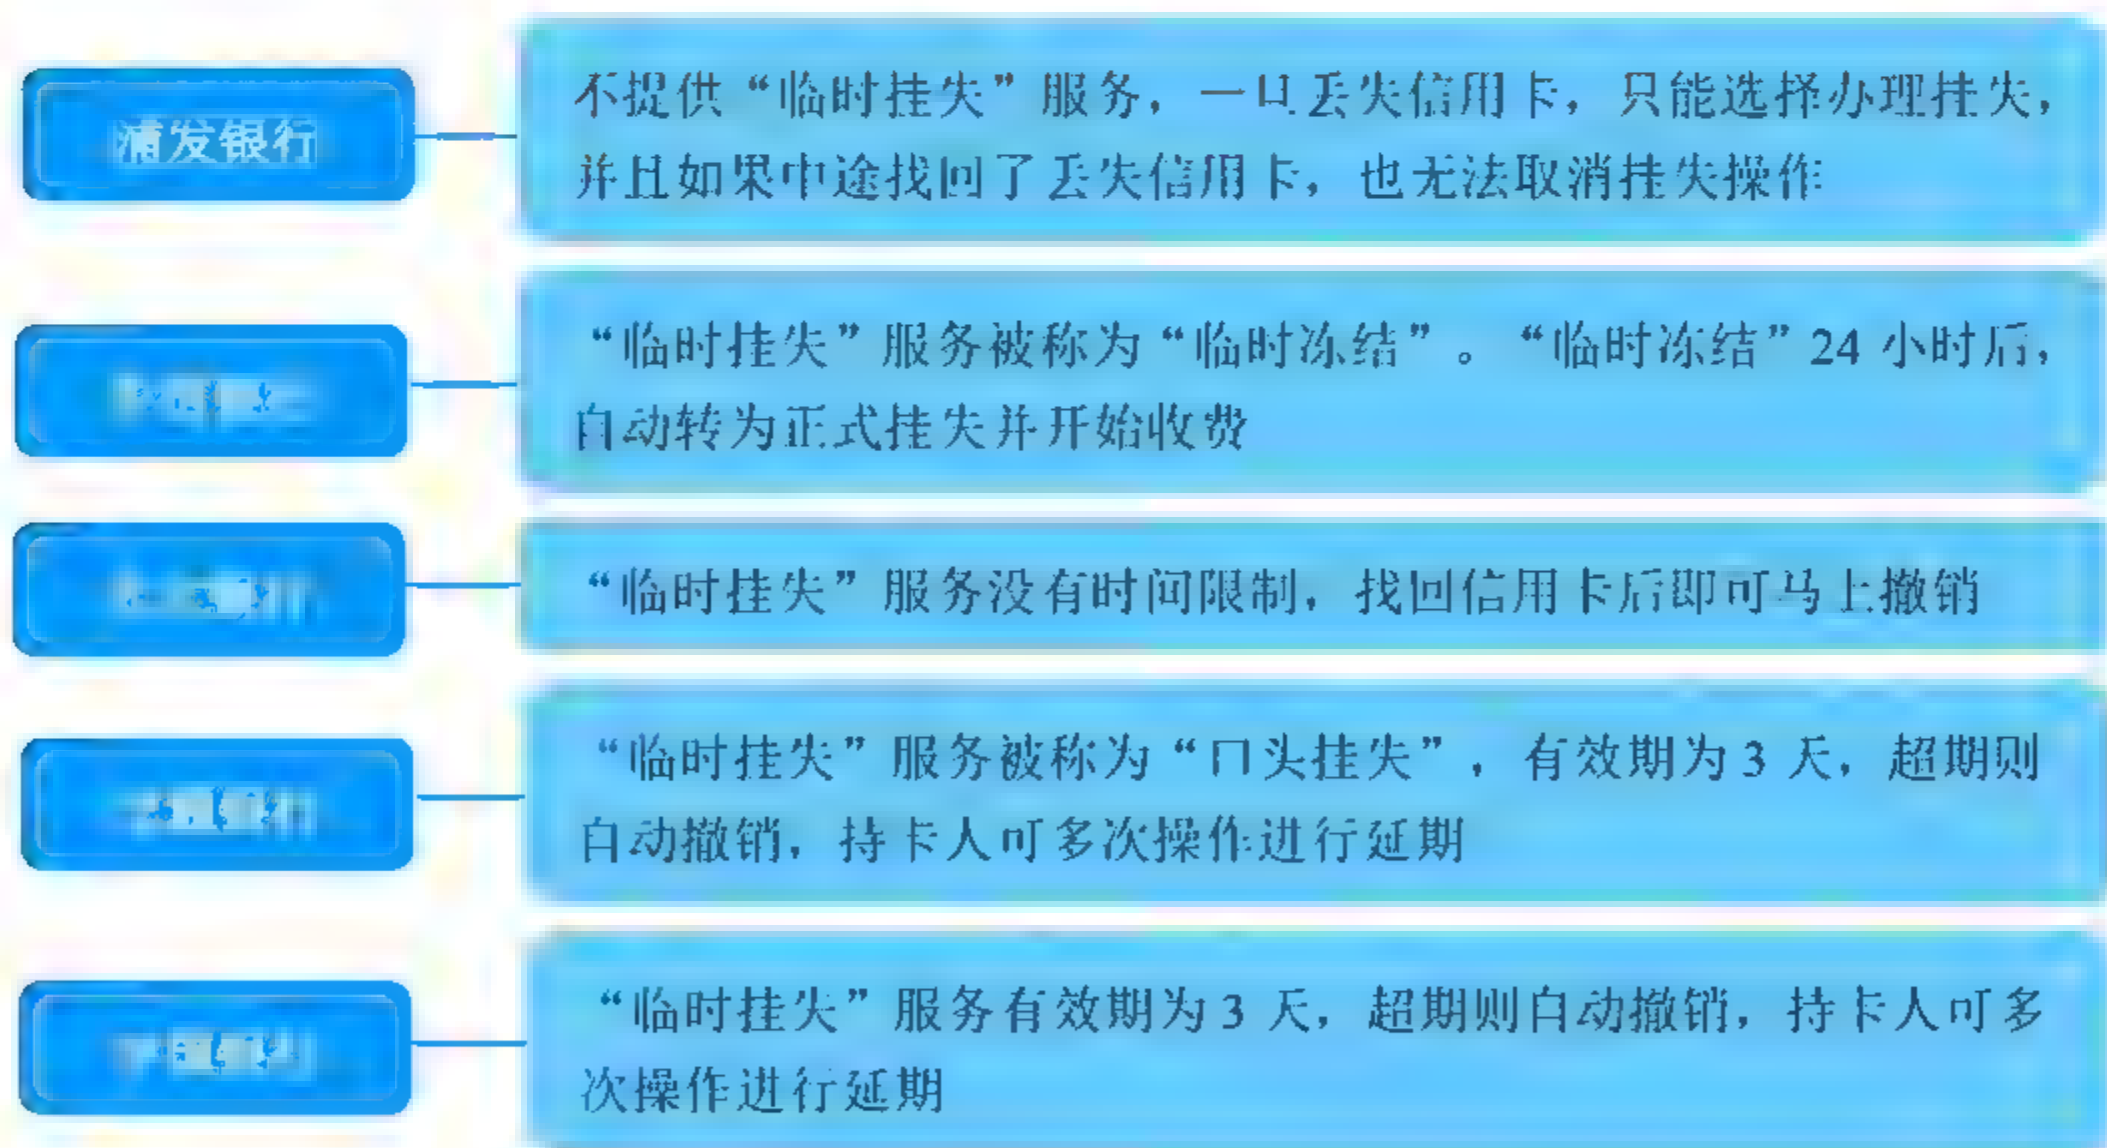 浦发银行
不提供“临时挂失”服务，一旦丢失信用卡，只能选择办理挂失，
并且如果中途找回了丢失信用卡，也无法取消挂失操作
“临时挂失”服务被称为“临时冻结”。“临时冻结”24 小时后，
自动转为正式挂失并开始收费
“临时挂失”服务没有时间限制，找回信用卡后即可马上撤销
“临时挂失”服务被称为“口头挂失”，有效期为 3 天，超期则
自动撤销，持卡人可多次操作进行延期
“临时挂失”服务有效期为 3 天，超期则自动撤销，持卡人可多
次操作进行延期